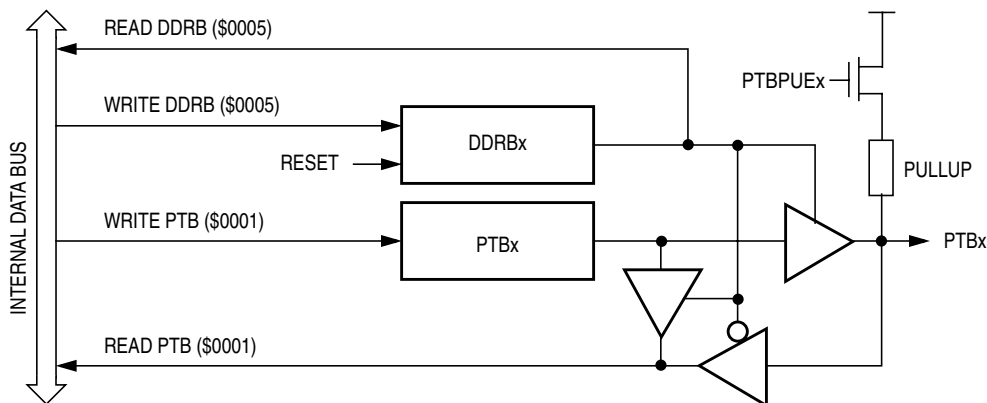 READ DDRB ($0005)
PTBPUEx
WRITE DDRB ($0005)
DDRBx
RESET
PULLUP
INTERNAL DATA BUS
WRITE PTB ($0001)
PTBx
PTBx
READ PTB ($0001)